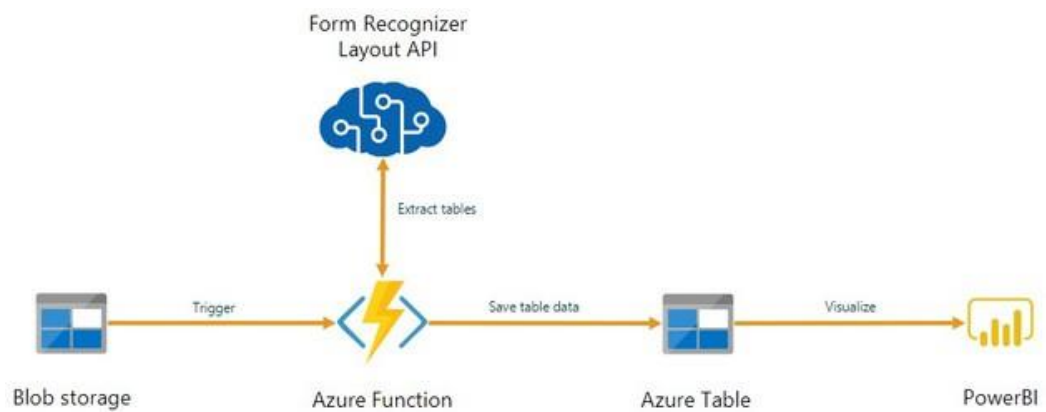 Form Recognizer
Layout API
Extract tables
Trigger
Save table data
Visualize
Blob storage
Azure Function
Azure Table
PowerBI